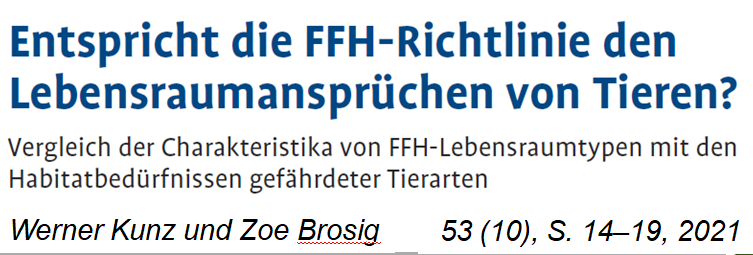 Entspricht die FFH-Richtlinie den
Lebensraumansprüchen von Tieren?
Vergleich der Charakteristika von FFH-Lebensraumtypen mit den
Habitatbedürfnissen gefährdeter Tierarten
Werner Kunz und Zoe Brosig 53 (10), S. 14–19, 2021